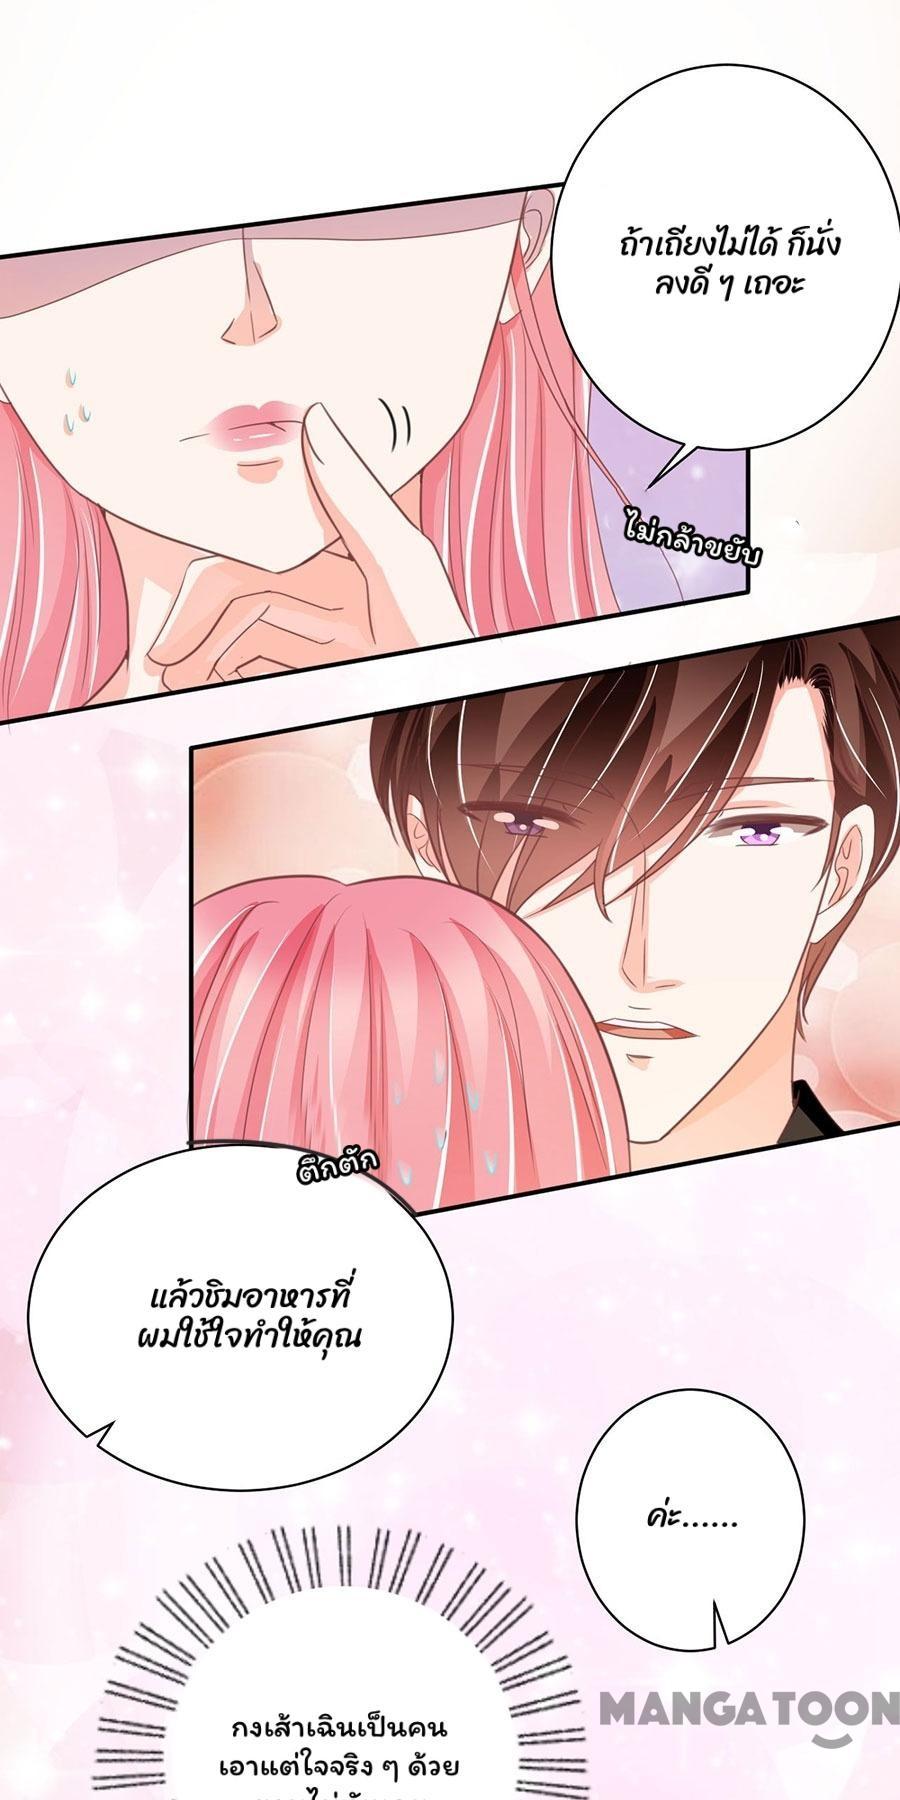 ถ้าเถียงไม่ได้ ก็นั่ง
ลงดี ๆ เถอะ
ไม่กล้าขยับ
ตึกตัก
แล้วชิมอาหารที่
ผมใช้ใจทำให้คุณ
ค่ะ......
MANGATOON
กงเส้าเฉินเป็นคน
เอาแต่ใจจริง ๆ ด้วย